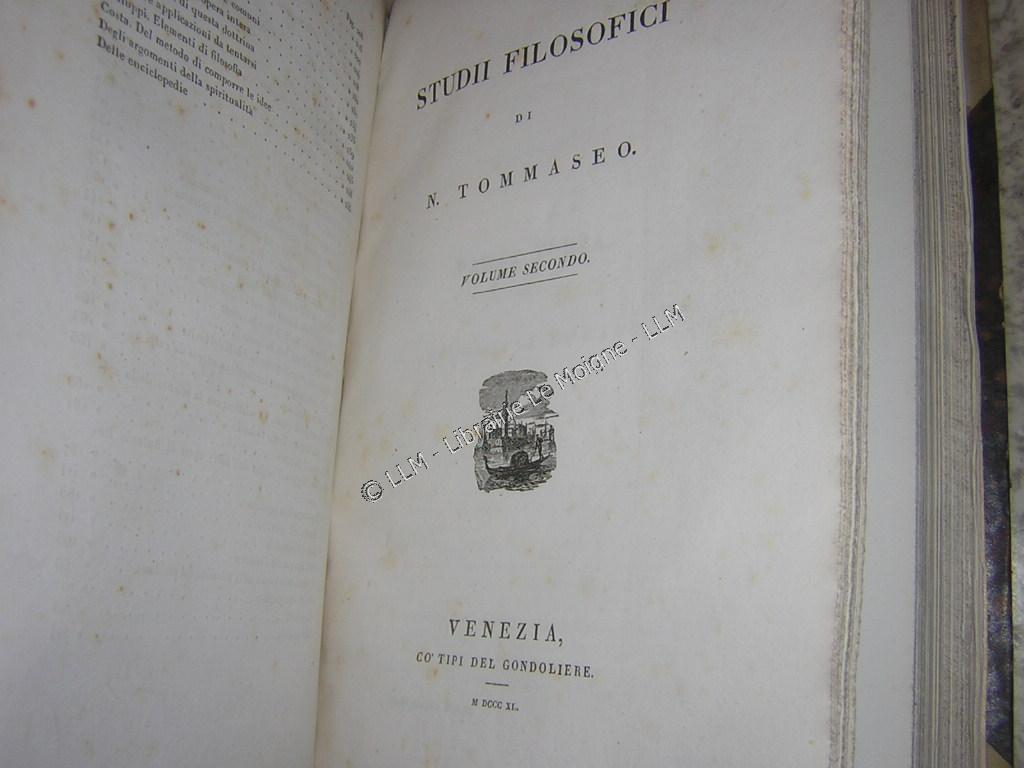 opera intera
di questa dottrina
e applicazioni da tentarsi
Elementi di filosofia
Costa. Del metodo di comporre le idee
Degli argomenti della spiritualità
Delle enciclopedie
STUDII FILOSOFICI
DI
N. TOMMASEO.
VOLUME SECONDO.
© LLM - Librairie Le Moigne - LLM
VENEZIA,
CO' TIPI DEL GONDOLIERE.
M DCCC XL.